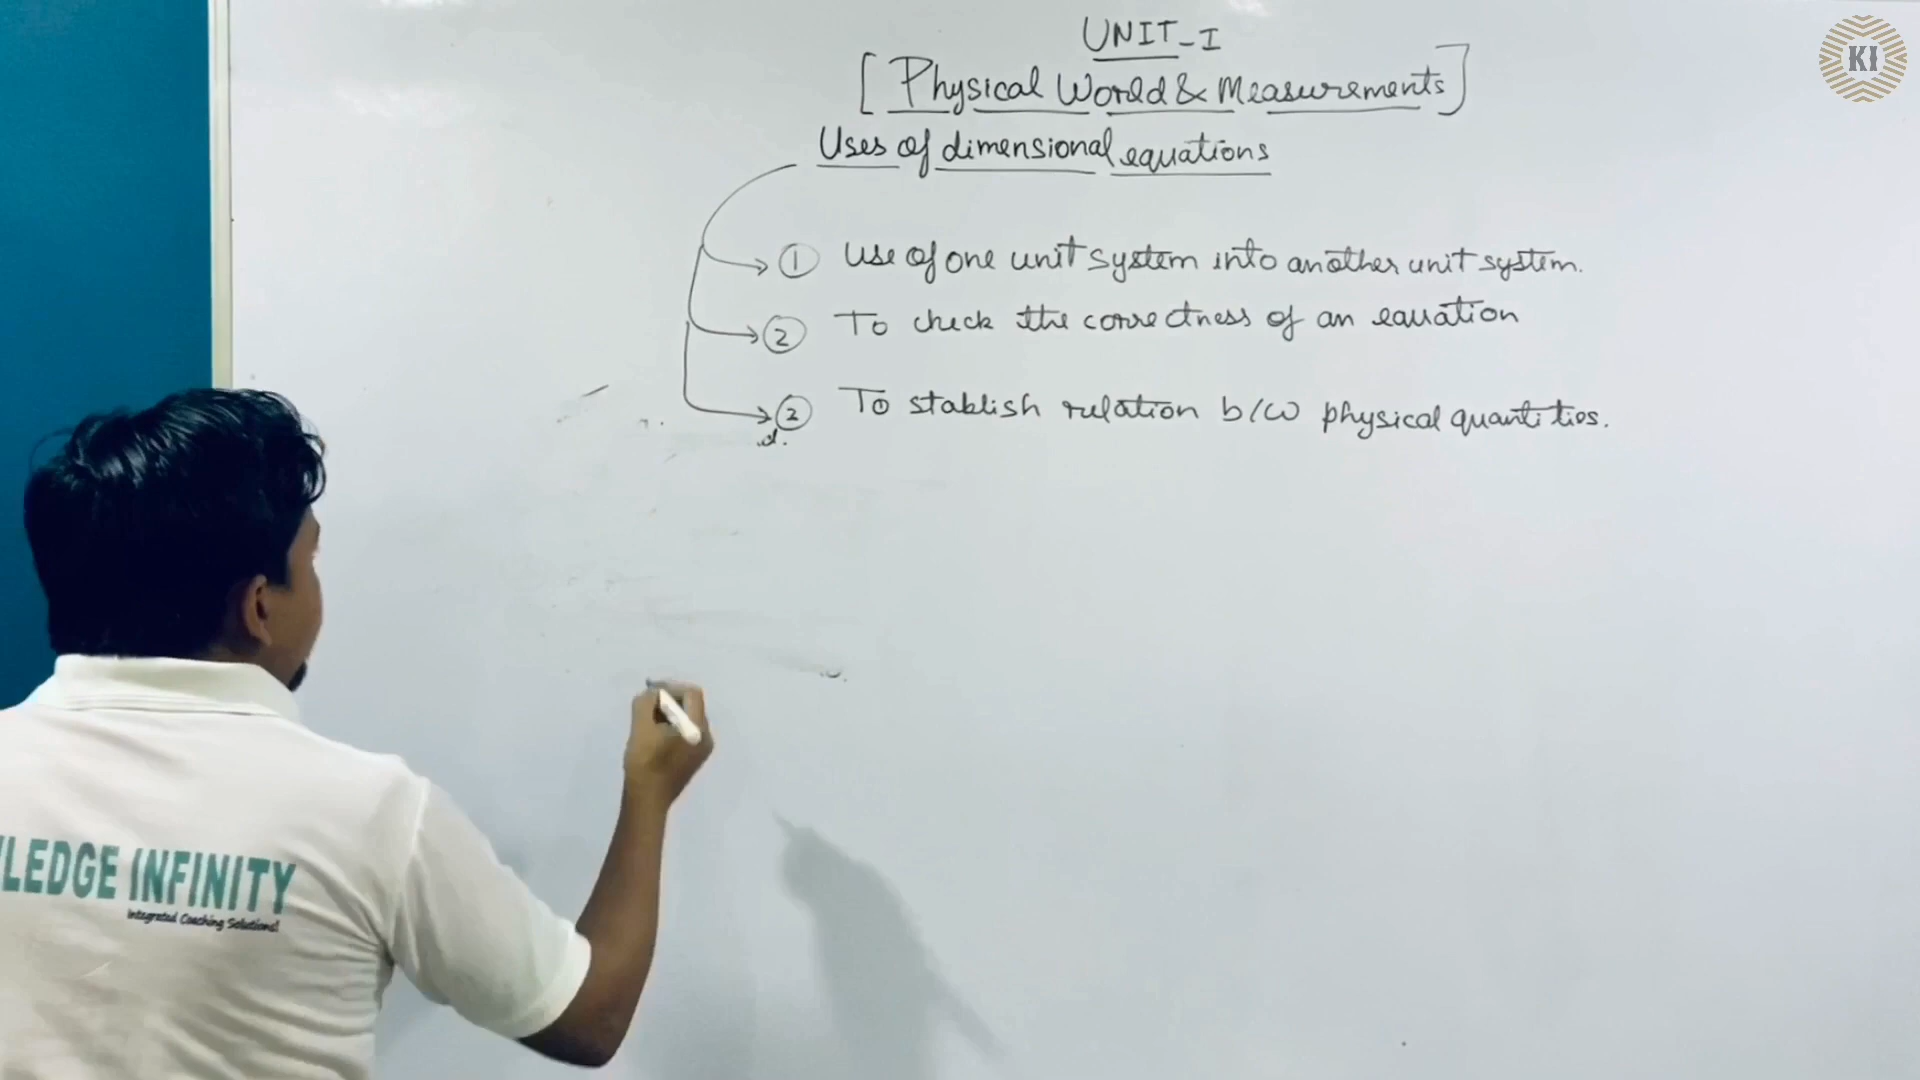 UNIT-I
[Physical World & Measurements]
Uses of dimensional equations
① Use of one unit system into another unit system.
② To check the correctness of an eauation
② To stablish relation b/w physical quantities.
KI
LEDGE INFINITY
Integrated Coaching Solutions!